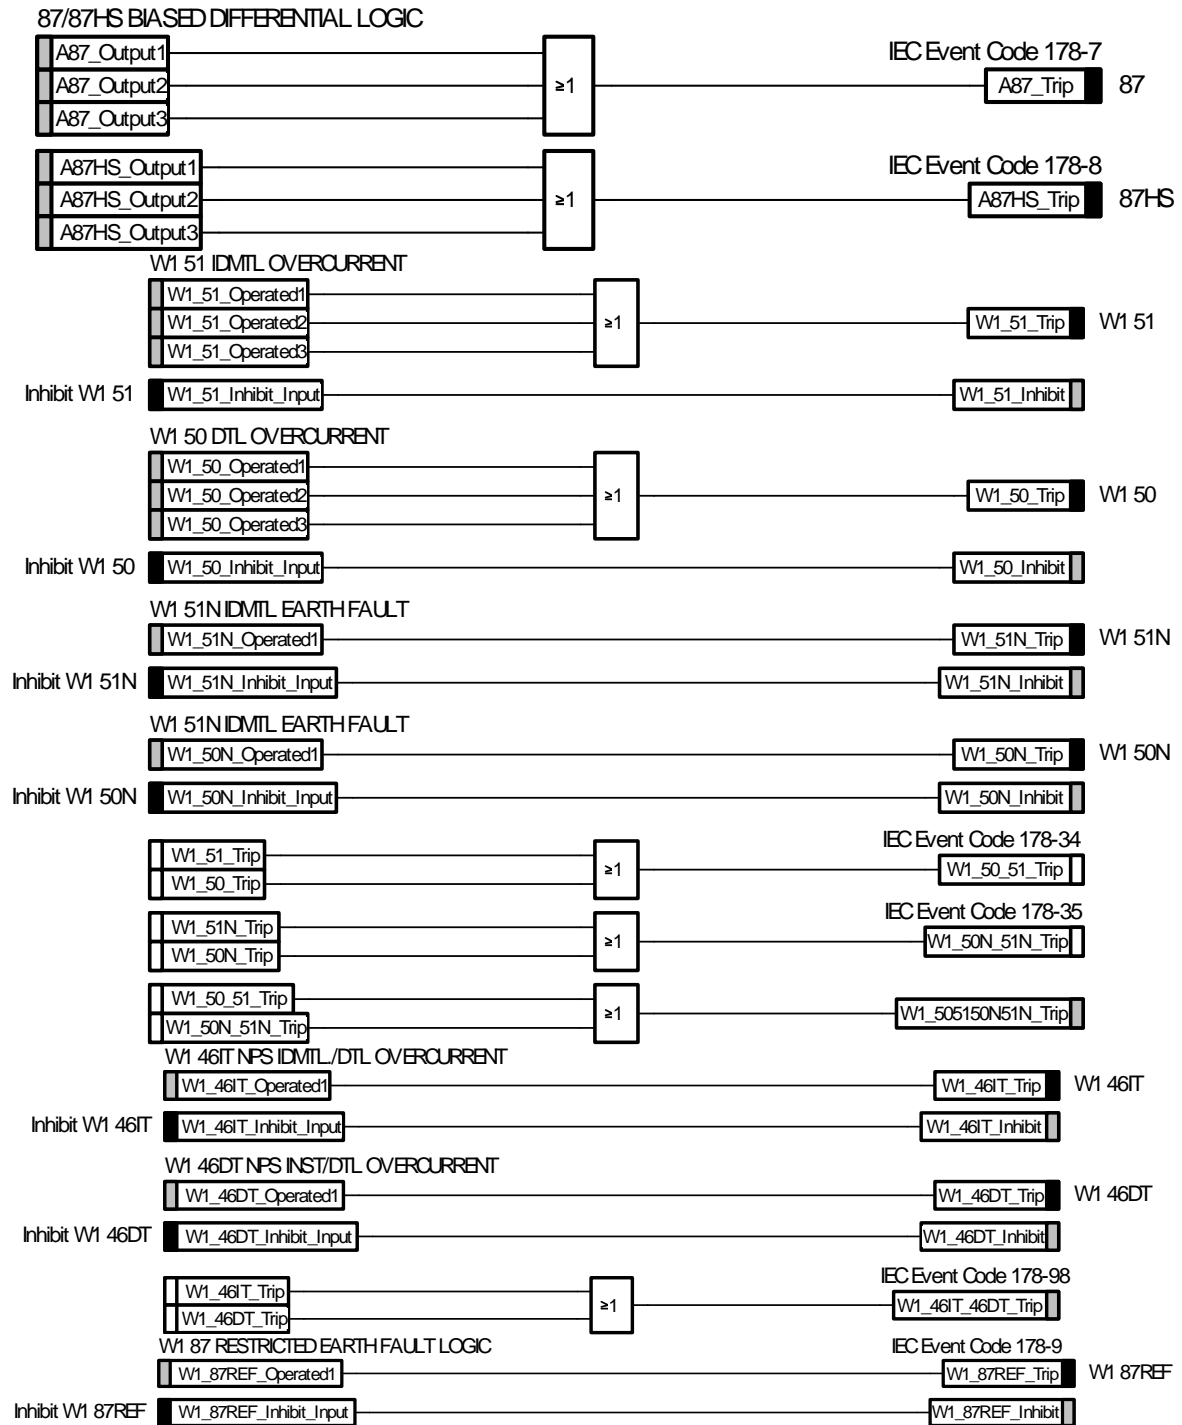 87/87HS BIASED DIFFERENTIAL LOGIC
A87_Output1
IEC Event Code 178-7
A87_Output2 ≥1 A87_Trip 87
A87_Output3
A87HS_Output1
IEC Event Code 178-8
A87HS_Output2 ≥1 A87HS_Trip 87HS
A87HS_Output3
W1 51 IDMTL OVERCURRENT
W1_51_Operated1
W1_51_Operated2 ≥1 W1_51_Trip W1 51
W1_51_Operated3
Inhibit W1 51 W1_51_Inhibit_Input W1_51_Inhibit
W1 50 DTL OVERCURRENT
W1_50_Operated1
W1_50_Operated2 ≥1 W1_50_Trip W1 50
W1_50_Operated3
Inhibit W1 50 W1_50_Inhibit_Input W1_50_Inhibit
W1 51N IDMTL EARTH FAULT
W1_51N_Operated1 W1_51N_Trip W1 51N
Inhibit W1 51N W1_51N_Inhibit_Input W1_51N_Inhibit
W1 51N IDMTL EARTH FAULT
W1_50N_Operated1 W1_50N_Trip W1 50N
Inhibit W1 50N W1_50N_Inhibit_Input W1_50N_Inhibit
IEC Event Code 178-34
W1_51_Trip
≥1 W1_50_51_Trip
W1_50_Trip
IEC Event Code 178-35
W1_51N_Trip
≥1 W1_50N_51N_Trip
W1_50N_Trip
W1_50_51_Trip
≥1 W1_505150N51N_Trip
W1_50N_51N_Trip
W1 46IT NPS IDMTL./DTL OVERCURRENT
W1_46IT_Operated1 W1_46IT_Trip W1 46IT
Inhibit W1 46IT W1_46IT_Inhibit_Input W1_46IT_Inhibit
W1 46DT NPS INST/DTL OVERCURRENT
W1_46DT_Operated1 W1_46DT_Trip W1 46DT
Inhibit W1 46DT W1_46DT_Inhibit_Input W1_46DT_Inhibit
IEC Event Code 178-98
W1_46IT_Trip
≥1 W1_46IT_46DT_Trip
W1_46DT_Trip
W1 87 RESTRICTED EARTH FAULT LOGIC IEC Event Code 178-9
W1_87REF_Operated1 W1_87REF_Trip W1 87REF
Inhibit W1 87REF W1_87REF_Inhibit_Input W1_87REF_Inhibit